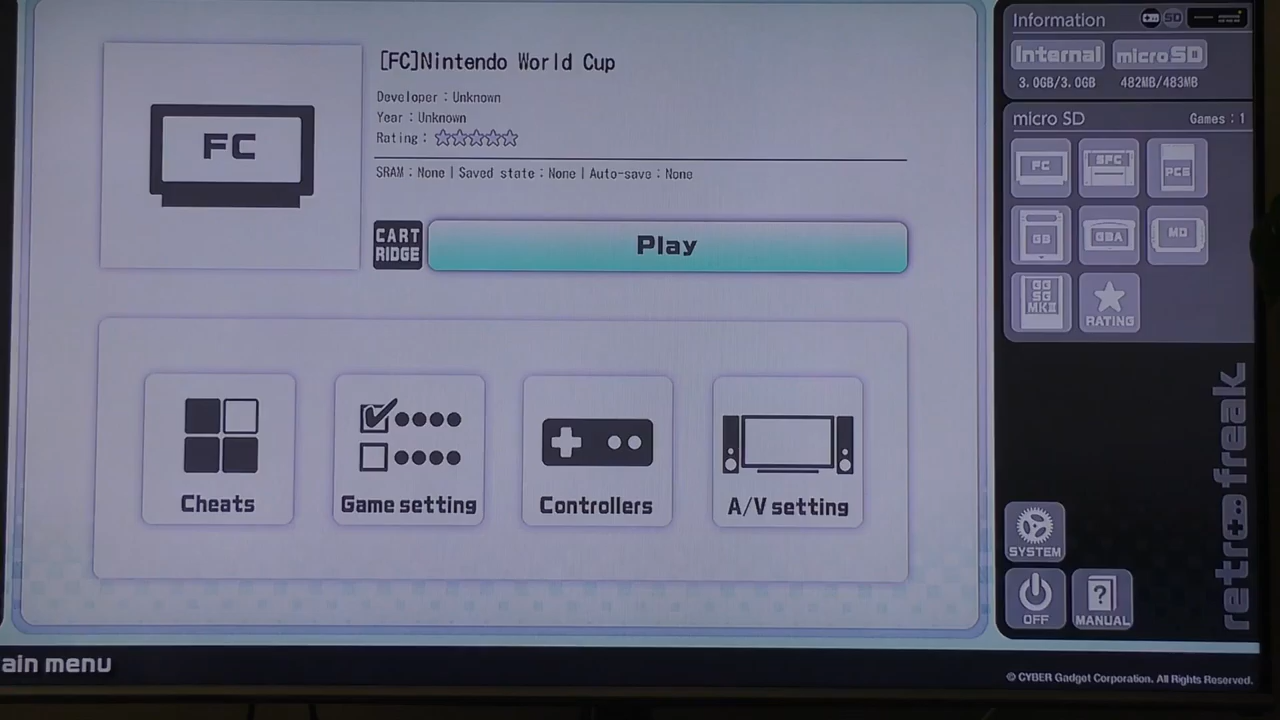 [FC]Nintendo World Cup
Developer : Unknown
Year : Unknown
Rating :
SRAM : None | Saved state : None | Auto-save : None
FC
CART
RIDGE
Play
Cheats
Game setting
Controllers
A/V setting
Information
SD
Internal
microSD
3.0GB/3.0GB
482MB/483MB
micro SD
Games : 1
FC
SFC
PCE
GB
GBA
MD
GG
SG
MKIII
RATING
retro freak
SYSTEM
OFF
?
MANUAL
ain menu
© CYBER Gadget Corporation. All Rights Reserved.